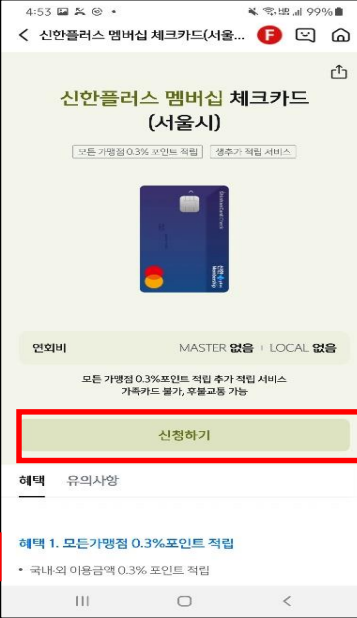 4:53
99%
신한플러스 멤버십 체크카드(서울...
F
신한플러스 멤버십 체크카드
(서울시)
모든 가맹점 0.3% 포인트 적립
생추가 적립 서비스
연회비
MASTER 없음 LOCAL 없음
모든 가맹점 0.3%포인트 적립 추가 적립 서비스
가족카드 불가, 후불교통 가능
신청하기
혜택 유의사항
혜택 1. 모든가맹점 0.3%포인트 적립
• 국내·외 이용금액 0.3% 포인트 적립